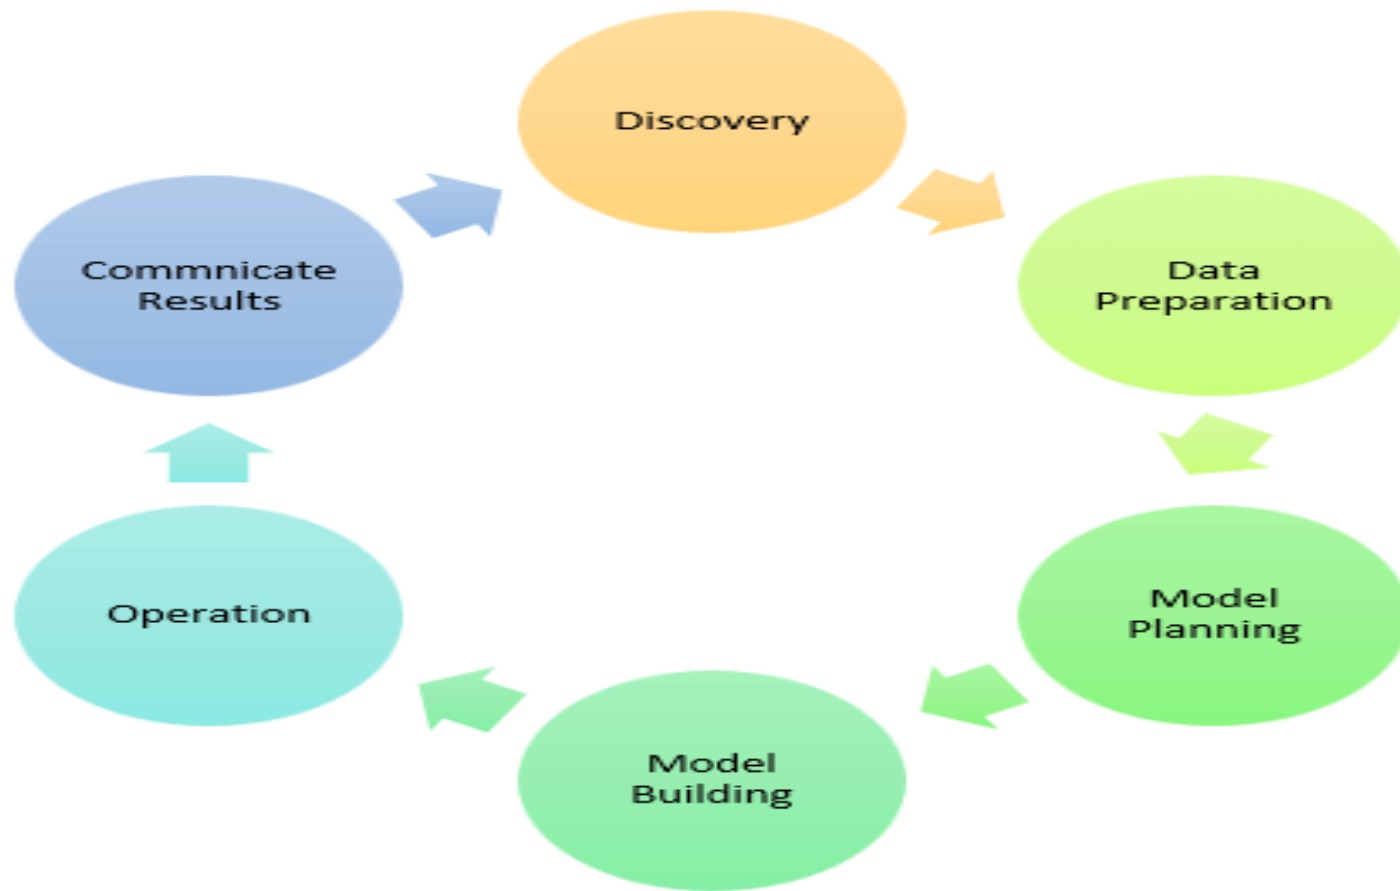 Discovery
Data
Preparation
Model
Planning
Model
Building
Operation
Commnicate
Results